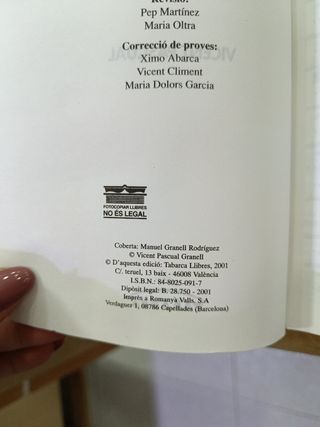 Revisió:
Pep Martínez
Maria Oltra
Correcció de proves:
Ximo Abarca
Vicent Climent
Maria Dolors Garcia
FOTOCOPIAR LLIBRES
NO ÉS LEGAL
Coberta: Manuel Granell Rodríguez
© Vicent Pascual Granell
© D'aquesta edició: Tabarca Llibres, 2001
C/. teruel, 13 baix - 46008 València
I.S.B.N.: 84-8025-091-7
Dipòsit legal: B. 28.750 - 2001
Imprés a Romanyà Valls, S.A
Verdaguer 1, 08786 Capellades (Barcelona)